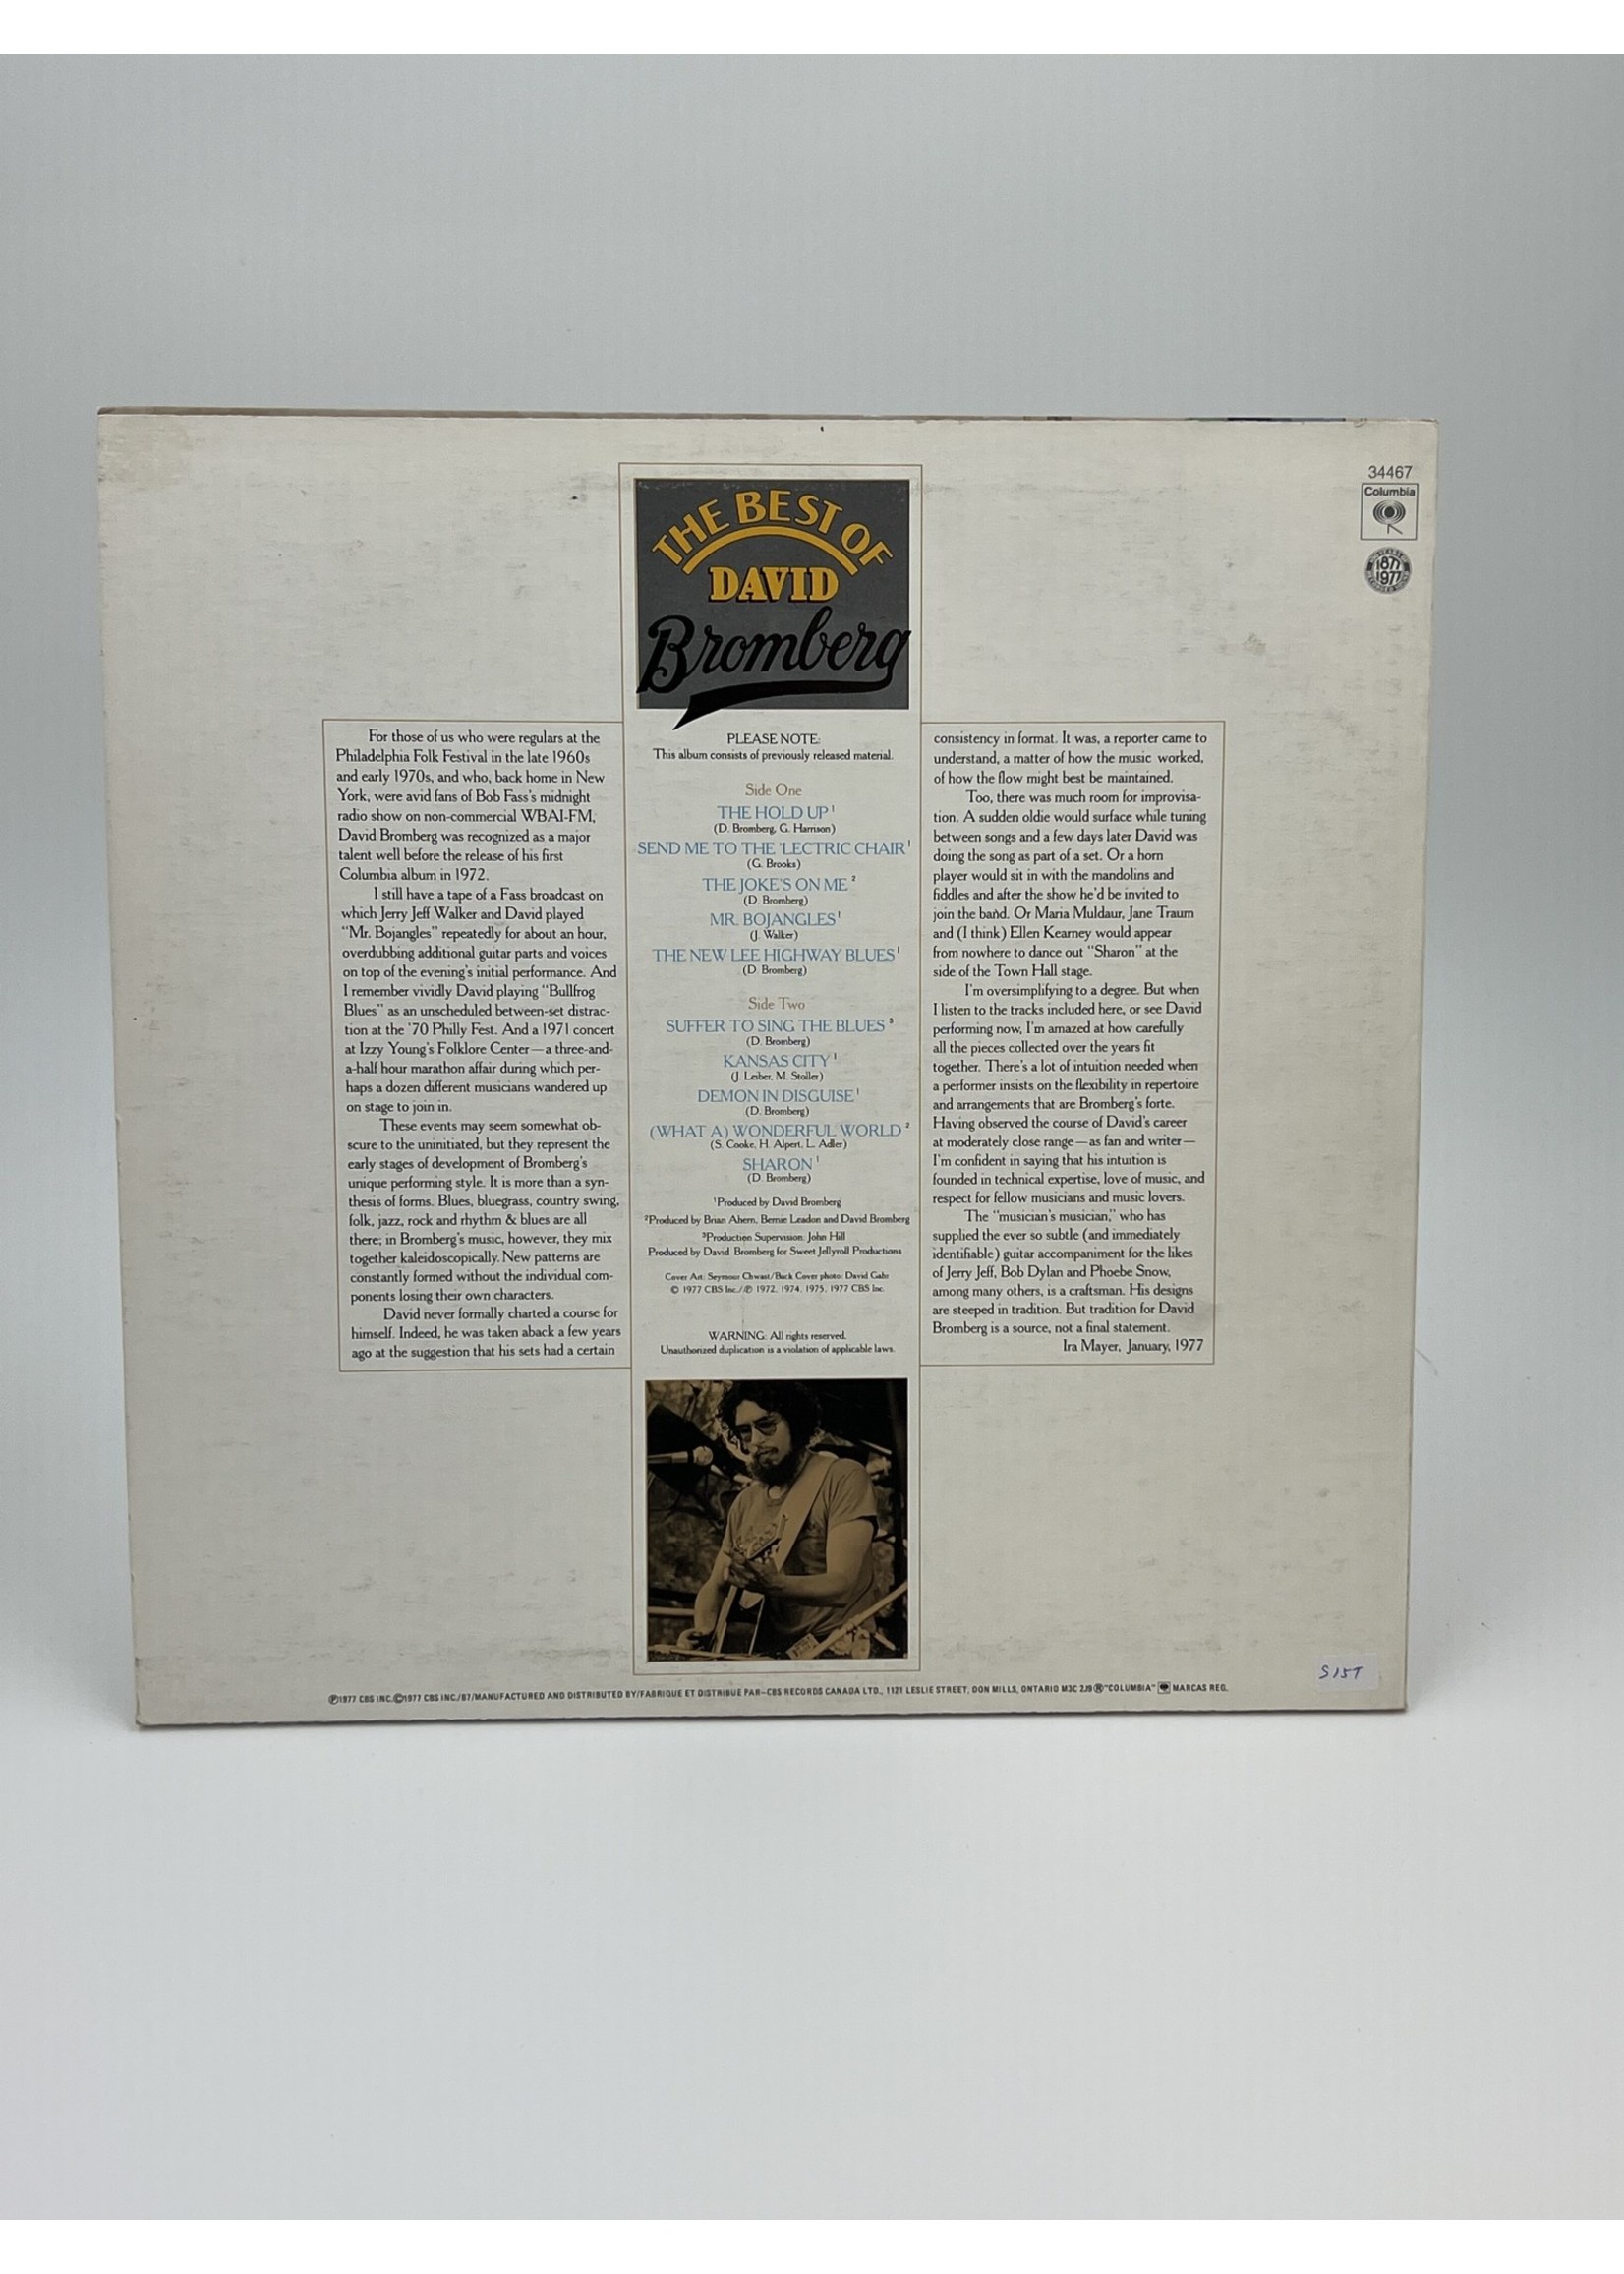 34467
Columbia
1877
1977
THE BEST OF
DAVID
Bromberg
For those of us who were regulars at the
Philadelphia Folk Festival in the late 1960s
and early 1970s, and who, back home in New
York, were avid fans of Bob Fass's midnight
radio show on non-commercial WBAI-FM,
David Bromberg was recognized as a major
talent well before the release of his first
Columbia album in 1972.
I still have a tape of a Fass broadcast on
which Jerry Jeff Walker and David played
"Mr. Bojangles" repeatedly for about an hour,
overdubbing additional guitar parts and voices
on top of the evening's initial performance. And
I remember vividly David playing "Bullfrog
Blues" as an unscheduled between-set distrac-
tion at the '70 Philly Fest. And a 1971 concert
at Izzy Young's Folklore Center—a three-and-
a-half hour marathon affair during which per-
haps a dozen different musicians wandered up
on stage to join in.
These events may seem somewhat ob-
scure to the uninitiated, but they represent the
early stages of development of Bromberg's
unique performing style. It is more than a syn-
thesis of forms. Blues, bluegrass, country swing,
folk, jazz, rock and rhythm & blues are all
there; in Bromberg's music, however, they mix
together kaleidoscopically. New patterns are
constantly formed without the individual com-
ponents losing their own characters.
David never formally charted a course for
himself. Indeed, he was taken aback a few years
ago at the suggestion that his sets had a certain
PLEASE NOTE:
This album consists of previously released material.
Side One
THE HOLD UP¹
(D. Bromberg, G. Harrison)
SEND ME TO THE 'LECTRIC CHAIR¹
(G. Brooks)
THE JOKE'S ON ME²
(D. Bromberg)
MR. BOJANGLES¹
(J. Walker)
THE NEW LEE HIGHWAY BLUES¹
(D. Bromberg)
Side Two
SUFFER TO SING THE BLUES³
(D. Bromberg)
KANSAS CITY¹
(J. Leiber, M. Stoller)
DEMON IN DISGUISE¹
(D. Bromberg)
(WHAT A) WONDERFUL WORLD²
(S. Cooke, H. Alpert, L. Adler)
SHARON¹
(D. Bromberg)
¹Produced by David Bromberg
²Produced by Brian Ahern, Bernie Leadon and David Bromberg
³Production Supervision: John Hill
Produced by David Bromberg for Sweet Jellyroll Productions
Cover Art: Seymour Chwast/Back Cover photo: David Gahr
© 1977 CBS Inc./℗ 1972, 1974, 1975, 1977 CBS Inc.
WARNING: All rights reserved.
Unauthorized duplication is a violation of applicable laws.
consistency in format. It was, a reporter came to
understand, a matter of how the music worked,
of how the flow might best be maintained.
Too, there was much room for improvisa-
tion. A sudden oldie would surface while tuning
between songs and a few days later David was
doing the song as part of a set. Or a horn
player would sit in with the mandolins and
fiddles and after the show he'd be invited to
join the band. Or Maria Muldaur, Jane Traum
and (I think) Ellen Kearney would appear
from nowhere to dance out "Sharon" at the
side of the Town Hall stage.
I'm oversimplifying to a degree. But when
I listen to the tracks included here, or see David
performing now, I'm amazed at how carefully
all the pieces collected over the years fit
together. There's a lot of intuition needed when
a performer insists on the flexibility in repertoire
and arrangements that are Bromberg's forte.
Having observed the course of David's career
at moderately close range—as fan and writer—
I'm confident in saying that his intuition is
founded in technical expertise, love of music, and
respect for fellow musicians and music lovers.
The "musician's musician," who has
supplied the ever so subtle (and immediately
identifiable) guitar accompaniment for the likes
of Jerry Jeff, Bob Dylan and Phoebe Snow,
among many others, is a craftsman. His designs
are steeped in tradition. But tradition for David
Bromberg is a source, not a final statement.
Ira Mayer, January, 1977
S15T
℗1977 CBS INC.©1977 CBS INC./87/MANUFACTURED AND DISTRIBUTED BY/FABRIQUE ET DISTRIBUE PAR–CBS RECORDS CANADA LTD., 1121 LESLIE STREET, DON MILLS, ONTARIO M3C 2J9 ® "COLUMBIA" MARCAS REG.